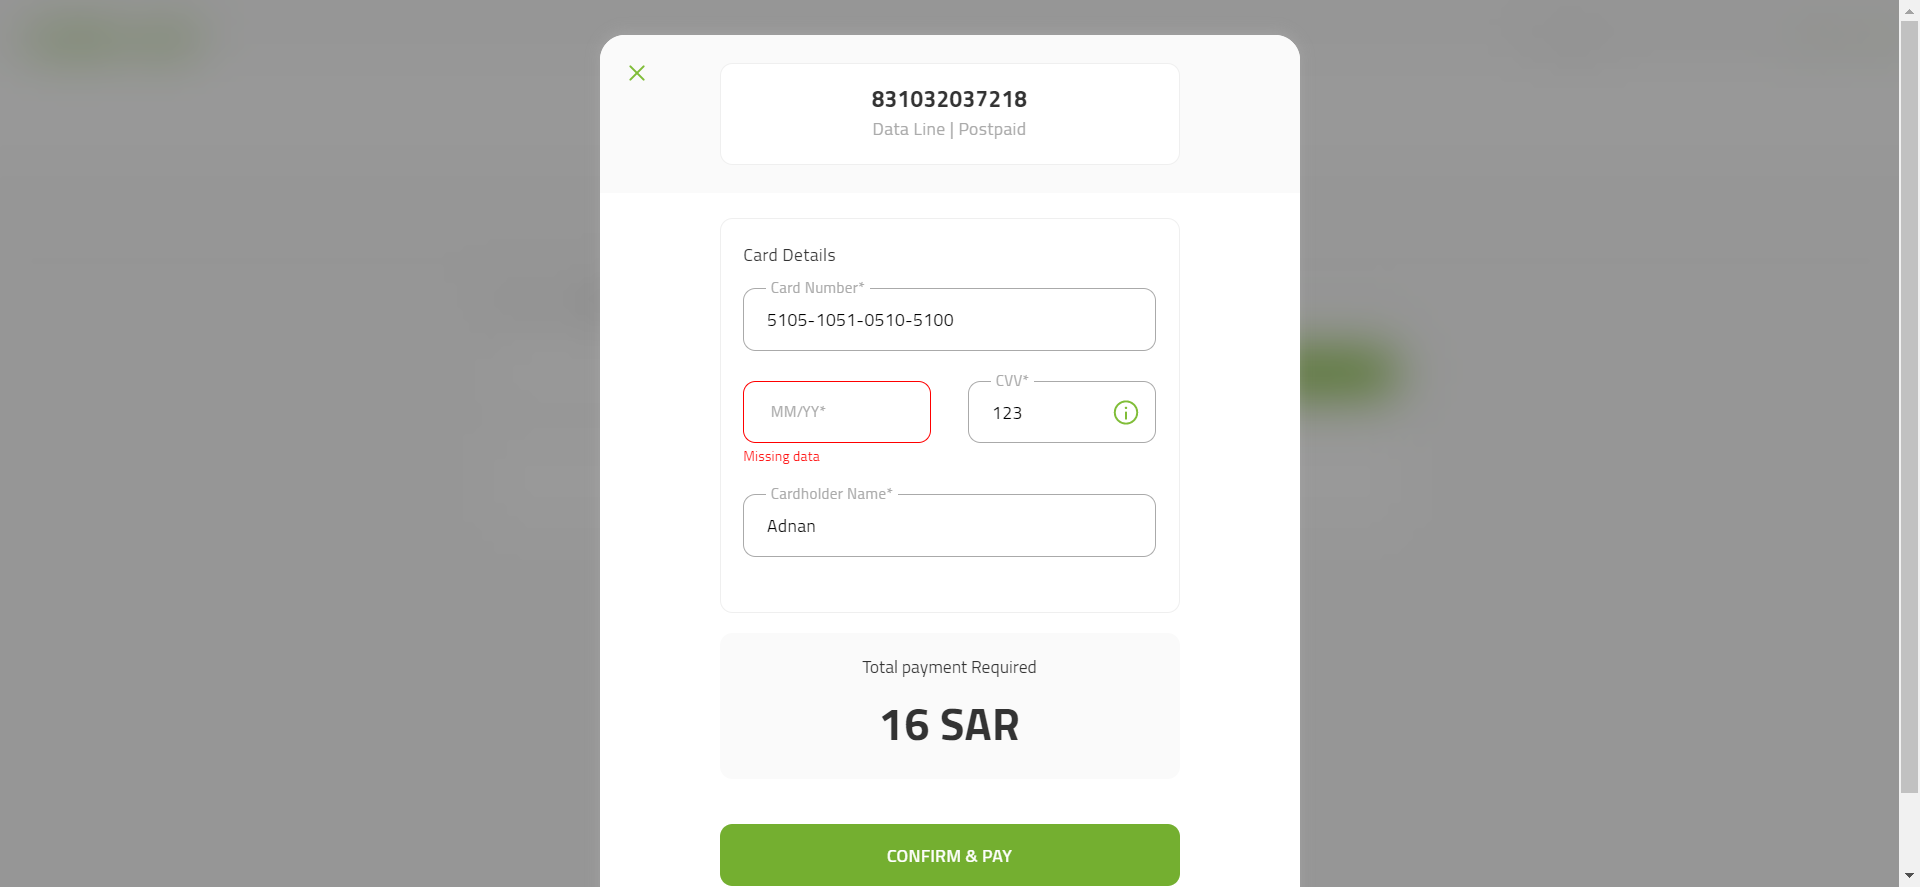 831032037218
Data Line | Postpaid
Card Details
Card Number*
5105-1051-0510-5100
MM/YY*
CVV*
123
Missing data
Cardholder Name*
Adnan
Total payment Required
16 SAR
CONFIRM & PAY